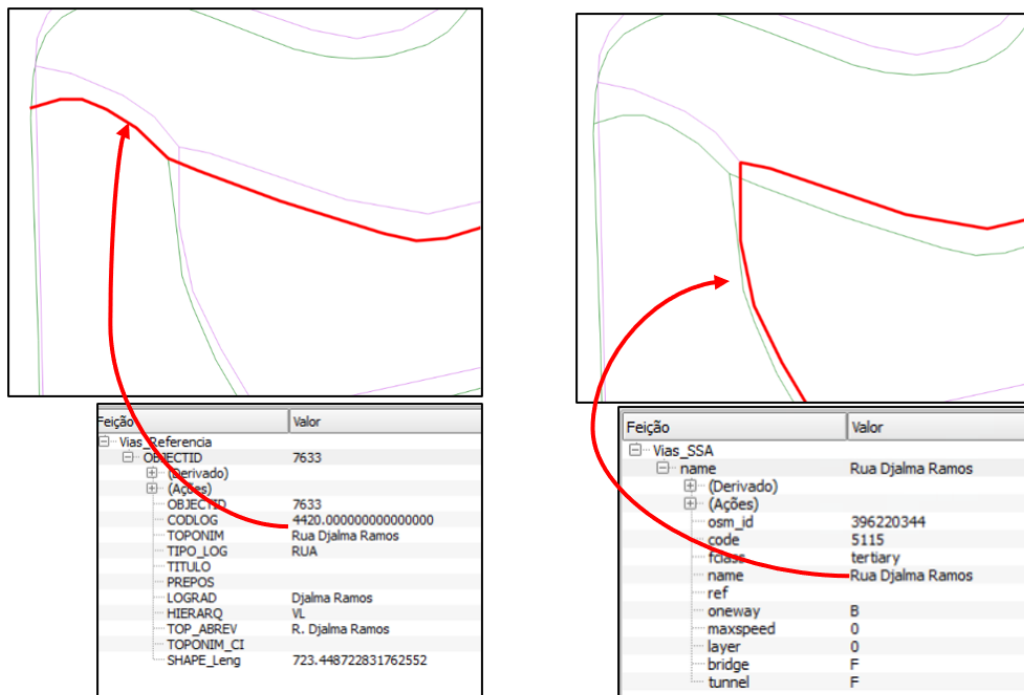 Feição Valor
Vias_Referencia
OBJECTID 7633
(Derivado)
(Ações)
OBJECTID 7633
CODLOG 4420.000000000000000
TOPONIM Rua Djalma Ramos
TIPO_LOG RUA
TITULO
PREPOS
LOGRAD Djalma Ramos
HIERARQ VL
TOP_ABREV R. Djalma Ramos
TOPONIM_CI
SHAPE_Leng 723.448722831762552
Feição Valor
Vias_SSA
name Rua Djalma Ramos
(Derivado)
(Ações)
osm_id 396220344
code 5115
fclass tertiary
name Rua Djalma Ramos
ref
oneway B
maxspeed 0
layer 0
bridge F
tunnel F